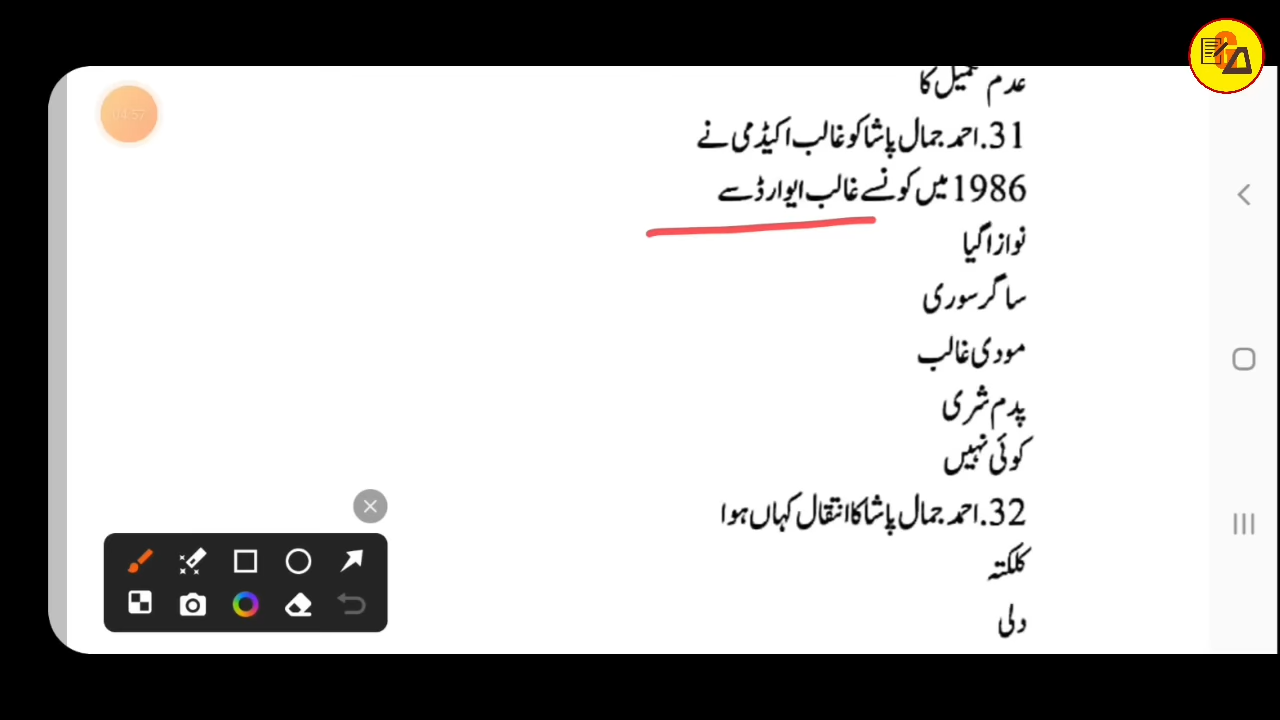 عدم تکمیل کا
31. احمد جمال پاشا کو غالب اکیڈمی نے
1986 میں کونسے غالب ایوارڈ سے
نوازا گیا
ساگر سوری
مودی غالب
پدم شری
کوئی نہیں
32. احمد جمال پاشا کا انتقال کہاں ہوا
کلکتہ
دلی